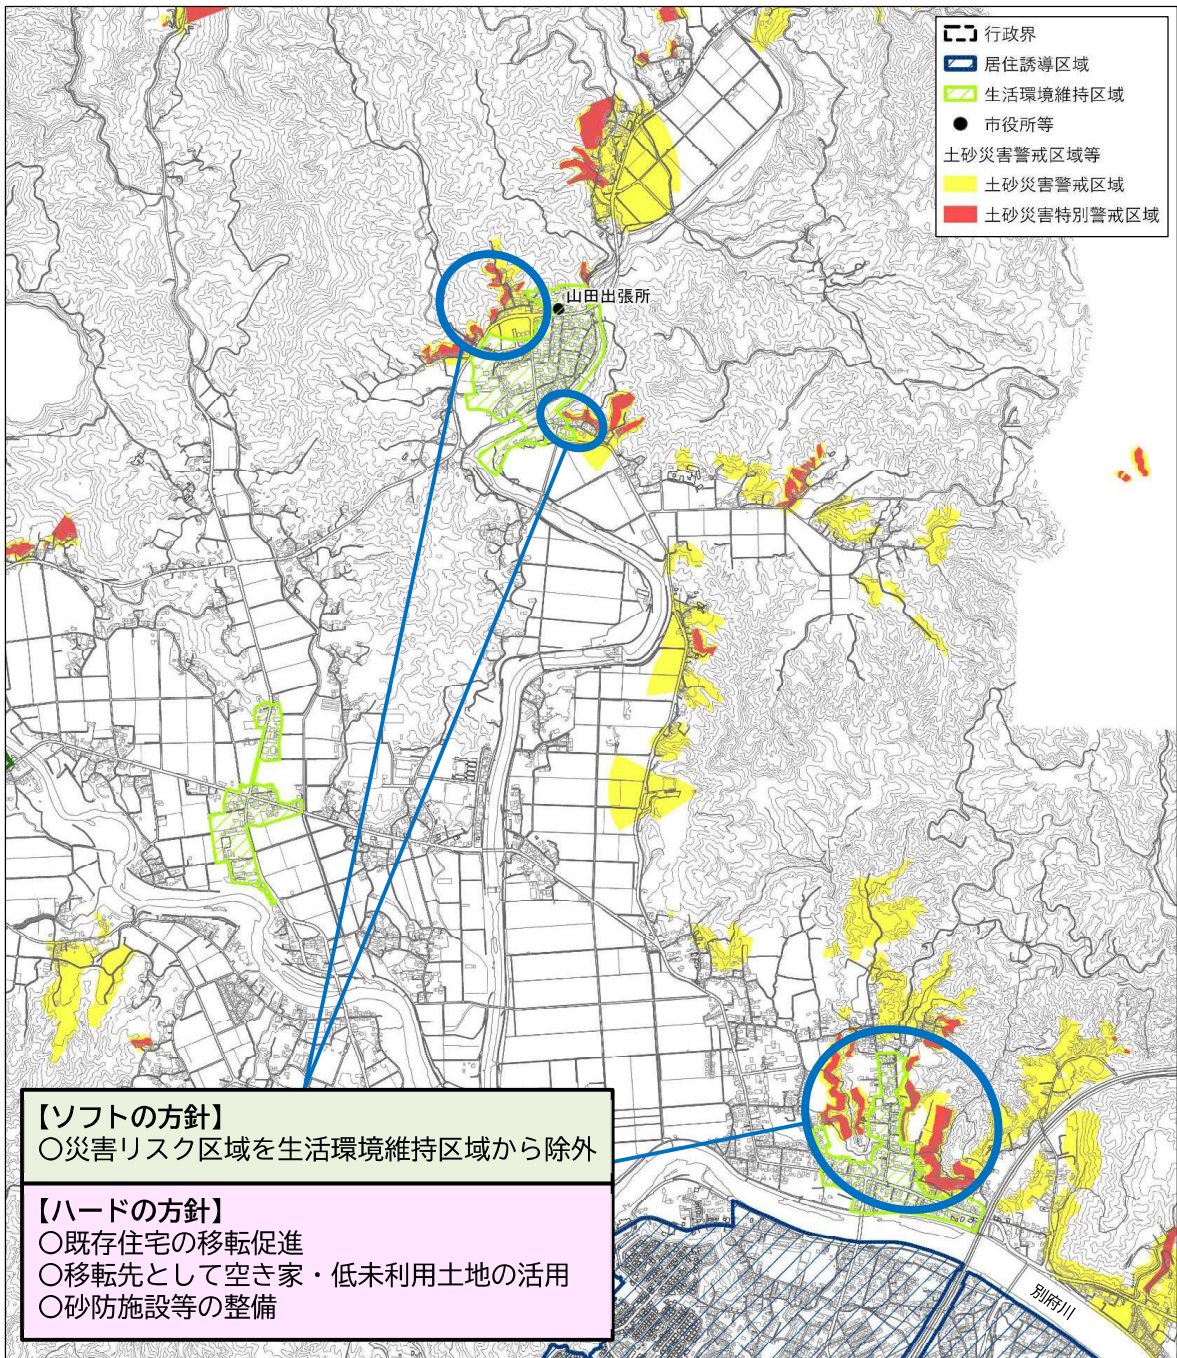 行政界
居住誘導区域
生活環境維持区域
市役所等
土砂災害警戒区域等
土砂災害警戒区域
土砂災害特別警戒区域
山田出張所
【ソフトの方針】
○災害リスク区域を生活環境維持区域から除外
【ハードの方針】
○既存住宅の移転促進
○移転先として空き家・低未利用土地の活用
○砂防施設等の整備
別府川